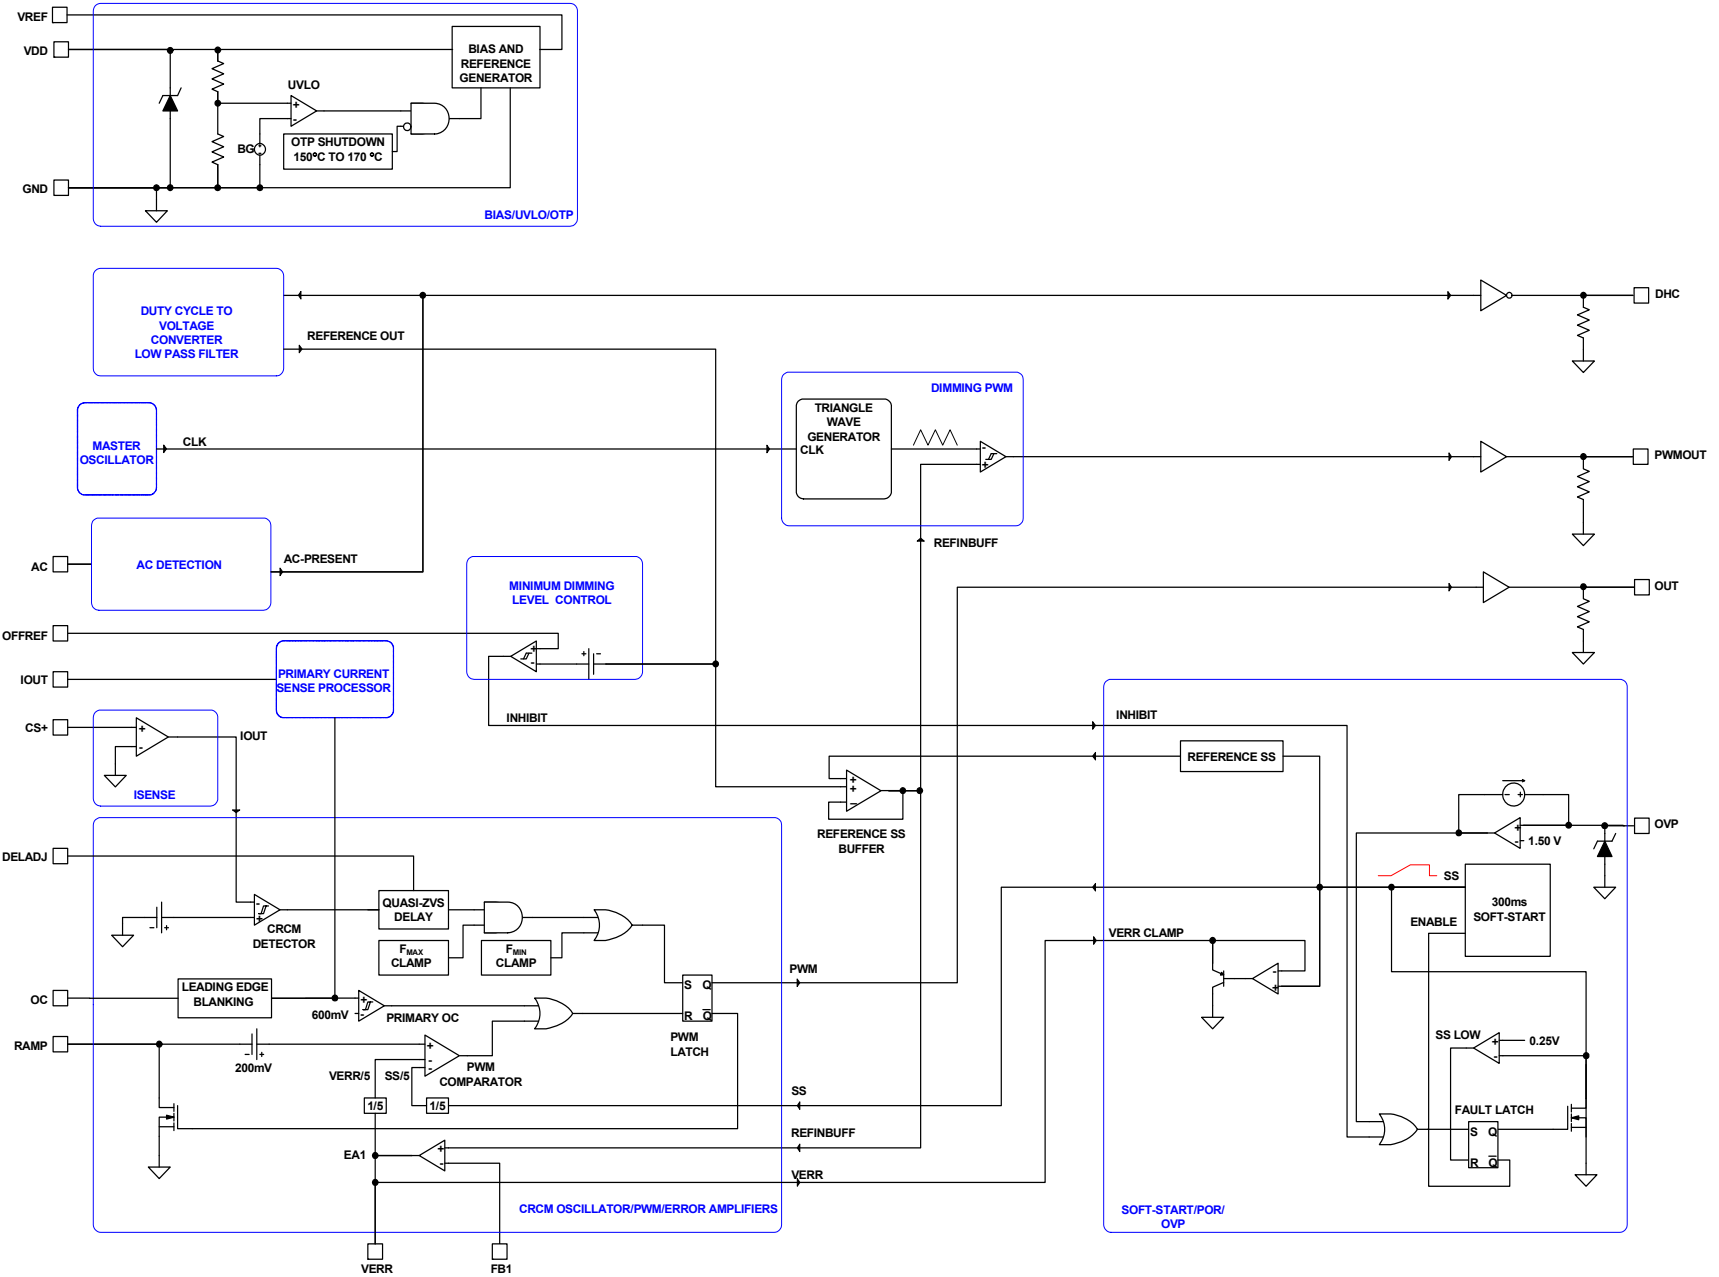 VREF
VDD
BIAS AND
REFERENCE
GENERATOR
UVLO
+
-
BG
OTP SHUTDOWN
150°C TO 170 °C
GND
BIAS/UVLO/OTP
DUTY CYCLE TO
VOLTAGE
CONVERTER
LOW PASS FILTER
REFERENCE OUT
DHC
DIMMING PWM
TRIANGLE
WAVE
GENERATOR
CLK
-
+
MASTER
OSCILLATOR
CLK
PWMOUT
REFINBUFF
AC
AC DETECTION
AC-PRESENT
MINIMUM DIMMING
LEVEL CONTROL
+
-
+ -
OUT
OFFREF
IOUT
PRIMARY CURRENT
SENSE PROCESSOR
CS+
+
-
IOUT
ISENSE
INHIBIT
INHIBIT
REFERENCE SS
+
+
-
REFERENCE SS
BUFFER
- +
+
-
1.50 V
OVP
SS
300ms
SOFT-START
ENABLE
DELADJ
QUASI-ZVS
DELAY
-
+
- +
CRCM
DETECTOR
FMAX
CLAMP
FMIN
CLAMP
VERR CLAMP
-
+
PWM
S Q
R Q
PWM
LATCH
OC
LEADING EDGE
BLANKING
+
-
600mV
PRIMARY OC
RAMP
- +
200mV
+
-
-
PWM
COMPARATOR
VERR/5
SS/5
1/5
1/5
SS
SS LOW
+
-
0.25V
FAULT LATCH
S Q
R Q
REFINBUFF
EA1
+
-
VERR
CRCM OSCILLATOR/PWM/ERROR AMPLIFIERS
SOFT-START/POR/
OVP
VERR
FB1